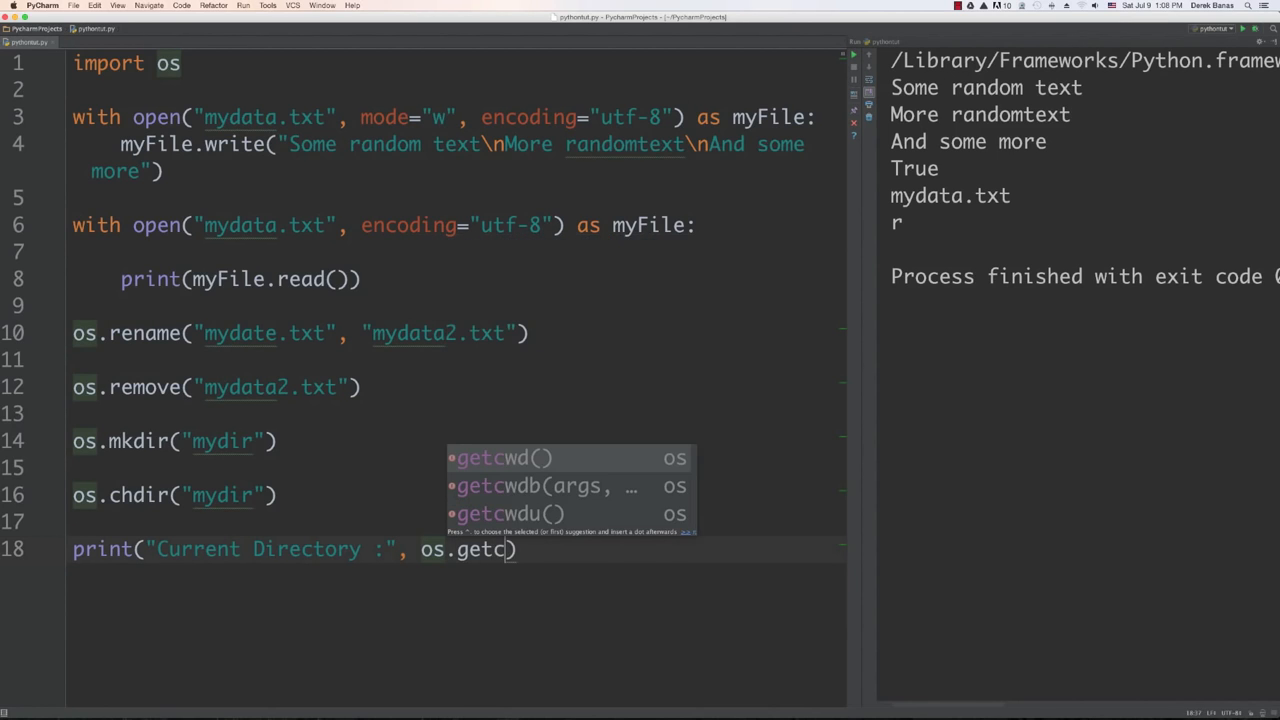 PyCharm File Edit View Navigate Code Refactor Run Tools VCS Window Help
10 Sat Jul 9 1:08 PM Derek Banas
pythontut.py - PycharmProjects - [~/PycharmProjects]
PycharmProjects pythontut.py
pythontut
pythontut.py
Run: pythontut
1 import os
2
3 with open("mydata.txt", mode="w", encoding="utf-8") as myFile:
4 myFile.write("Some random text\nMore randomtext\nAnd some
more")
5
6 with open("mydata.txt", encoding="utf-8") as myFile:
7
8 print(myFile.read())
9
10 os.rename("mydate.txt", "mydata2.txt")
11
12 os.remove("mydata2.txt")
13
14 os.mkdir("mydir")
15
16 os.chdir("mydir")
17
18 print("Current Directory :", os.getc)
getcwd() os
getcwdb(args, … os
getcwdu() os
Press ^. to choose the selected (or first) suggestion and insert a dot afterwards >>
/Library/Frameworks/Python.framew
Some random text
More randomtext
And some more
True
mydata.txt
r
Process finished with exit code 0
18:37 LF÷ UTF-8÷